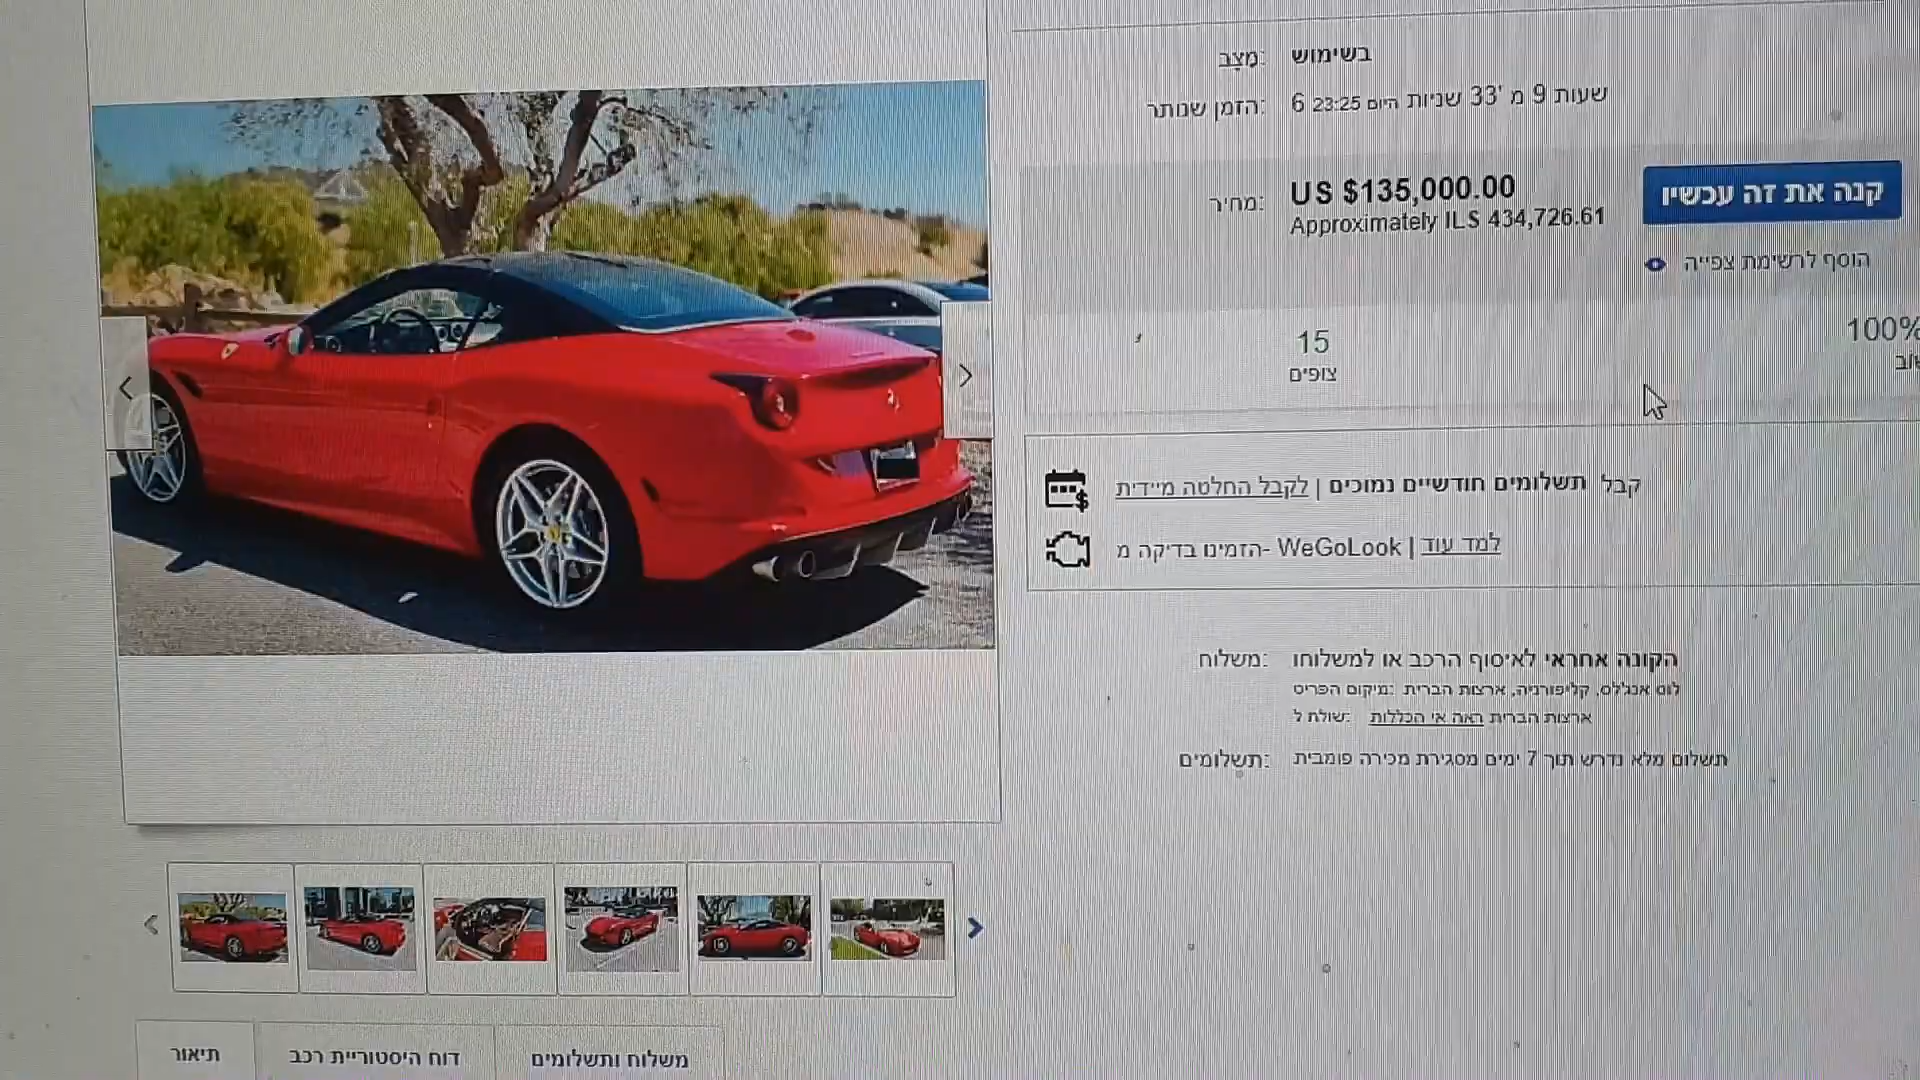 מַצָב: בשימוש
הזמן שנותר: 6 שעות 9 מ '33 שניות היום 23:25
מחיר: US $135,000.00
Approximately ILS 434,726.61
קנה את זה עכשיו
הוסף לרשימת צפייה
15
צופים
100%
קבל תשלומים חודשיים נמוכים | לקבל החלטה מיידית
הזמינו בדיקה מ- WeGoLook | למד עוד
משלוח: הקונה אחראי לאיסוף הרכב או למשלוחו
מיקום הפריט: לוס אנג'לס, קליפורניה, ארצות הברית
שולח ל: ארצות הברית ראה אי הכללות
תשלומים: תשלום מלא נדרש תוך 7 ימים מסגירת מכירה פומבית
תיאור
דוח היסטוריית רכב
משלוח ותשלומים